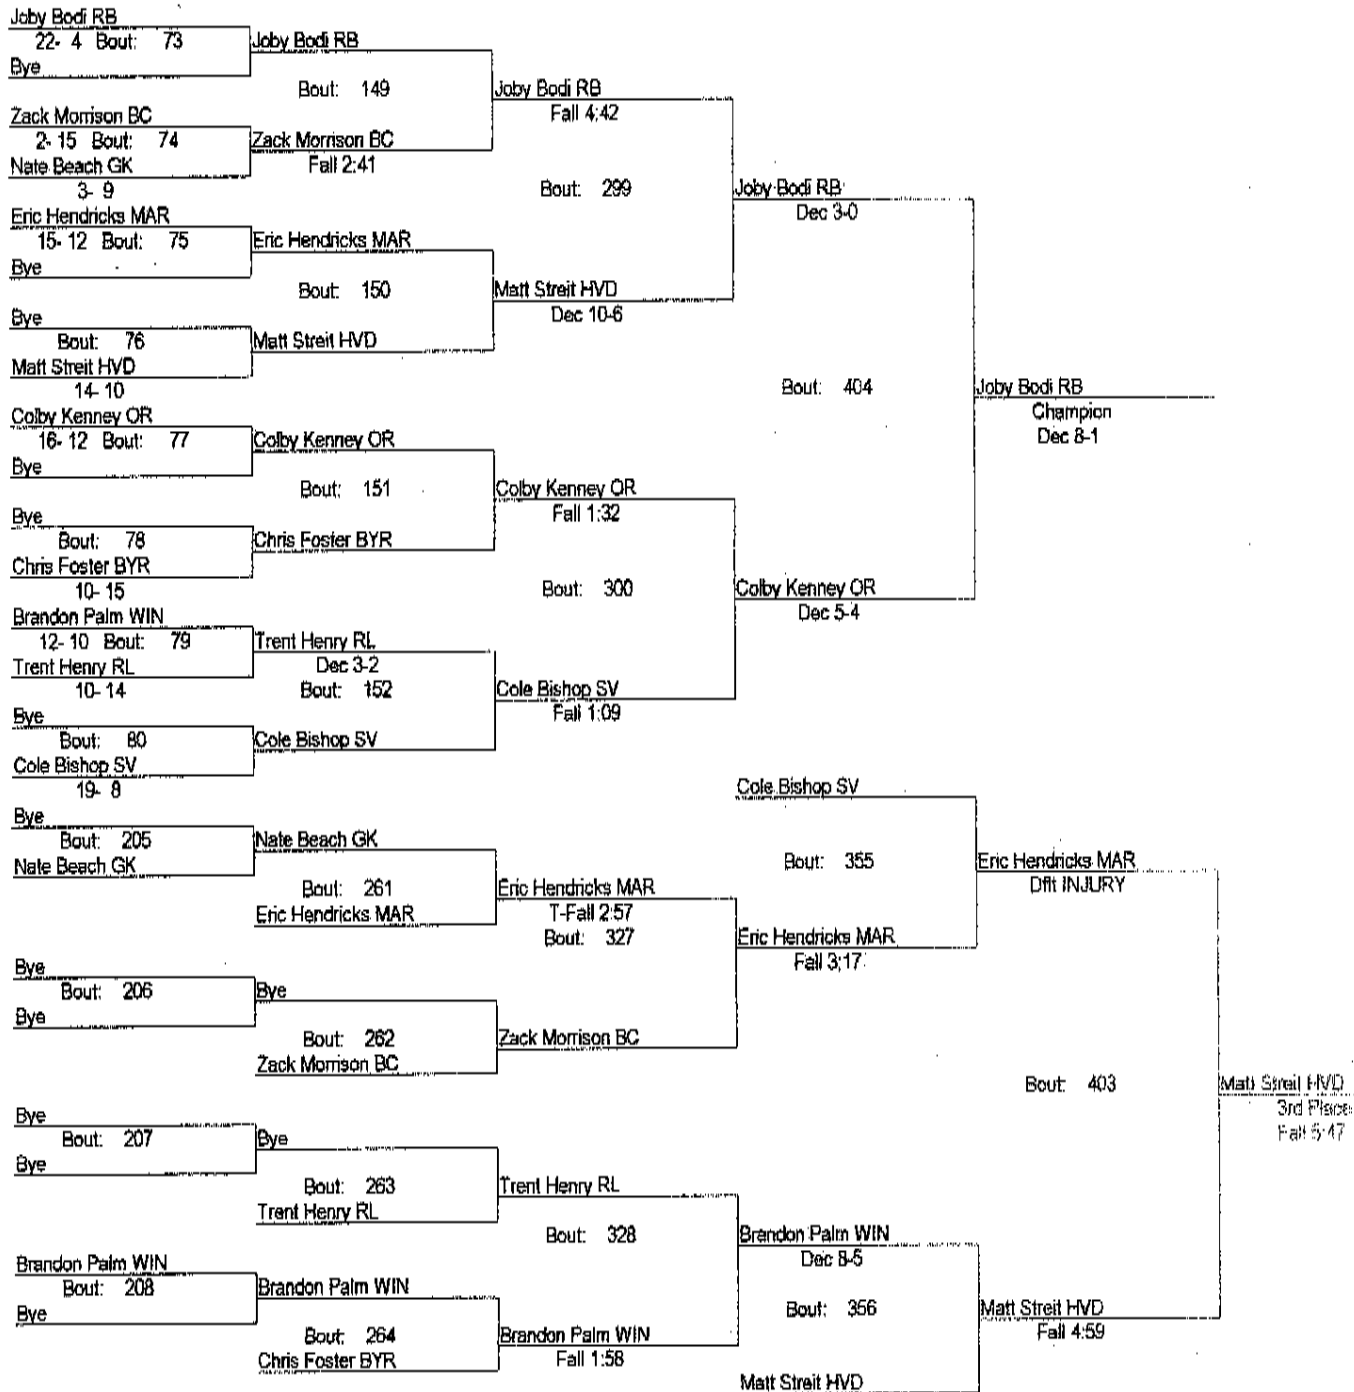 Joby Bodi RB
22- 4 Bout: 73
Bye
Joby Bodi RB
Bout: 149
Zack Morrison BC
2- 15 Bout: 74
Nate Beach GK
3- 9
Zack Morrison BC
Fall 2:41
Joby Bodi RB
Fall 4:42
Bout: 299
Eric Hendricks MAR
15- 12 Bout: 75
Bye
Eric Hendricks MAR
Bout: 150
Bye
Bout: 76
Matt Streit HVD
14- 10
Matt Streit HVD
Matt Streit HVD
Dec 10-6
Joby Bodi RB
Dec 3-0
Bout: 404
Joby Bodi RB
Champion
Dec 8-1
Colby Kenney OR
16- 12 Bout: 77
Bye
Colby Kenney OR
Bout: 151
Bye
Bout: 78
Chris Foster BYR
10- 15
Chris Foster BYR
Colby Kenney OR
Fall 1:32
Bout: 300
Colby Kenney OR
Dec 5-4
Brandon Palm WIN
12- 10 Bout: 79
Trent Henry RL
10- 14
Trent Henry RL
Dec 3-2
Bout: 152
Bye
Bout: 80
Cole Bishop SV
19- 8
Cole Bishop SV
Cole Bishop SV
Fall 1:09
Bye
Bout: 205
Nate Beach GK
Nate Beach GK
Bout: 261
Eric Hendricks MAR
Eric Hendricks MAR
T-Fall 2:57
Bout: 327
Cole Bishop SV
Bout: 355
Eric Hendricks MAR
Fall 3:17
Eric Hendricks MAR
Dflt INJURY
Bye
Bout: 206
Bye
Bye
Bout: 262
Zack Morrison BC
Zack Morrison BC
Bout: 403
Matt Streit HVD
3rd Place
Fall 5:47
Bye
Bout: 207
Bye
Bye
Bout: 263
Trent Henry RL
Trent Henry RL
Bout: 328
Brandon Palm WIN
Dec 8-5
Bout: 356
Matt Streit HVD
Fall 4:59
Brandon Palm WIN
Bout: 208
Bye
Brandon Palm WIN
Bout: 264
Chris Foster BYR
Brandon Palm WIN
Fall 1:58
Matt Streit HVD